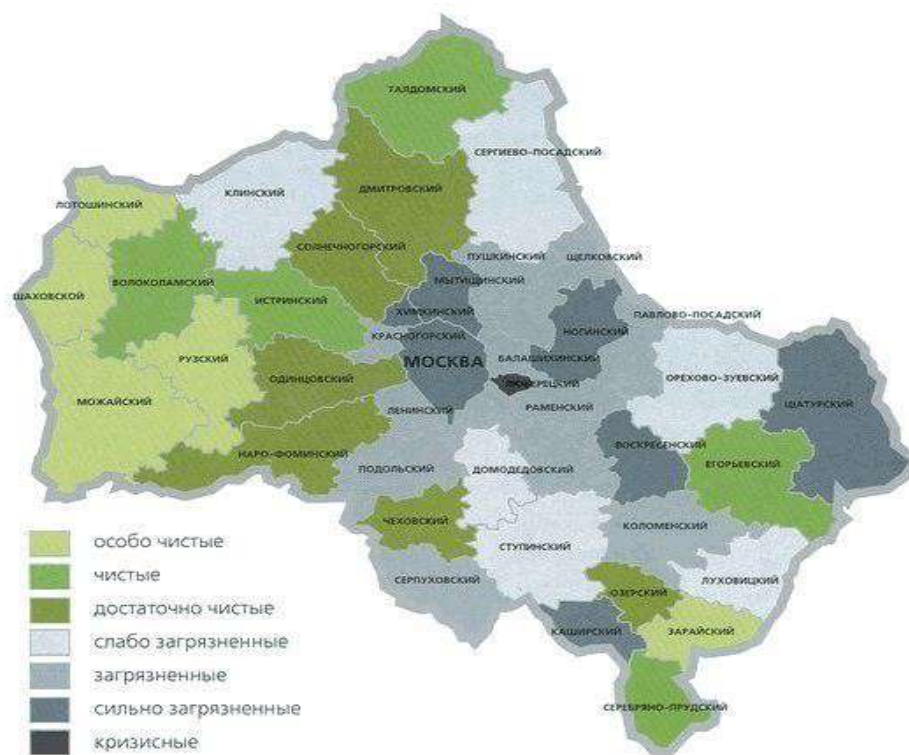 ТАЛДОМСКИЙ
СЕРГИЕВО-ПОСАДСКИЙ
КЛИНСКИЙ
ДМИТРОВСКИЙ
ЛОТОШИНСКИЙ
СОЛНЕЧНОГОРСКИЙ
ПУШКИНСКИЙ
ЩЕЛКОВСКИЙ
МЫТИЩИНСКИЙ
ВОЛОКОЛАМСКИЙ
ШАХОВСКОЙ
ИСТРИНСКИЙ
ХИМКИНСКИЙ
ПАВЛОВО-ПОСАДСКИЙ
НОГИНСКИЙ
КРАСНОГОРСКИЙ
РУЗСКИЙ
МОСКВА
БАЛАШИХИНСКИЙ
ОДИНЦОВСКИЙ
ОРЕХОВО-ЗУЕВСКИЙ
МОЖАЙСКИЙ
ЛЕНИНСКИЙ
РАМЕНСКИЙ
ШАТУРСКИЙ
ВОСКРЕСЕНСКИЙ
НАРО-ФОМИНСКИЙ
ПОДОЛЬСКИЙ
ДОМОДЕДОВСКИЙ
ЕГОРЬЕВСКИЙ
ЧЕХОВСКИЙ
КОЛОМЕНСКИЙ
СТУПИНСКИЙ
СЕРПУХОВСКИЙ
ЛУХОВИЦКИЙ
ОЗЕРСКИЙ
КАШИРСКИЙ
ЗАРАЙСКИЙ
СЕРЕБРЯНО-ПРУДСКИЙ
особо чистые
чистые
достаточно чистые
слабо загрязненные
загрязненные
сильно загрязненные
кризисные